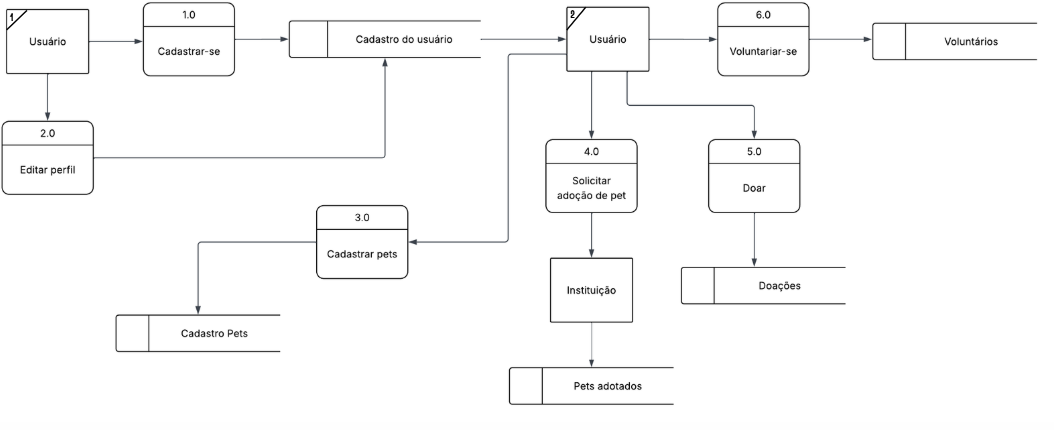 1
Usuário
1.0
Cadastrar-se
Cadastro do usuário
2
Usuário
6.0
Voluntariar-se
Voluntários
2.0
Editar perfil
4.0
Solicitar
adoção de pet
5.0
Doar
3.0
Cadastrar pets
Instituição
Doações
Cadastro Pets
Pets adotados